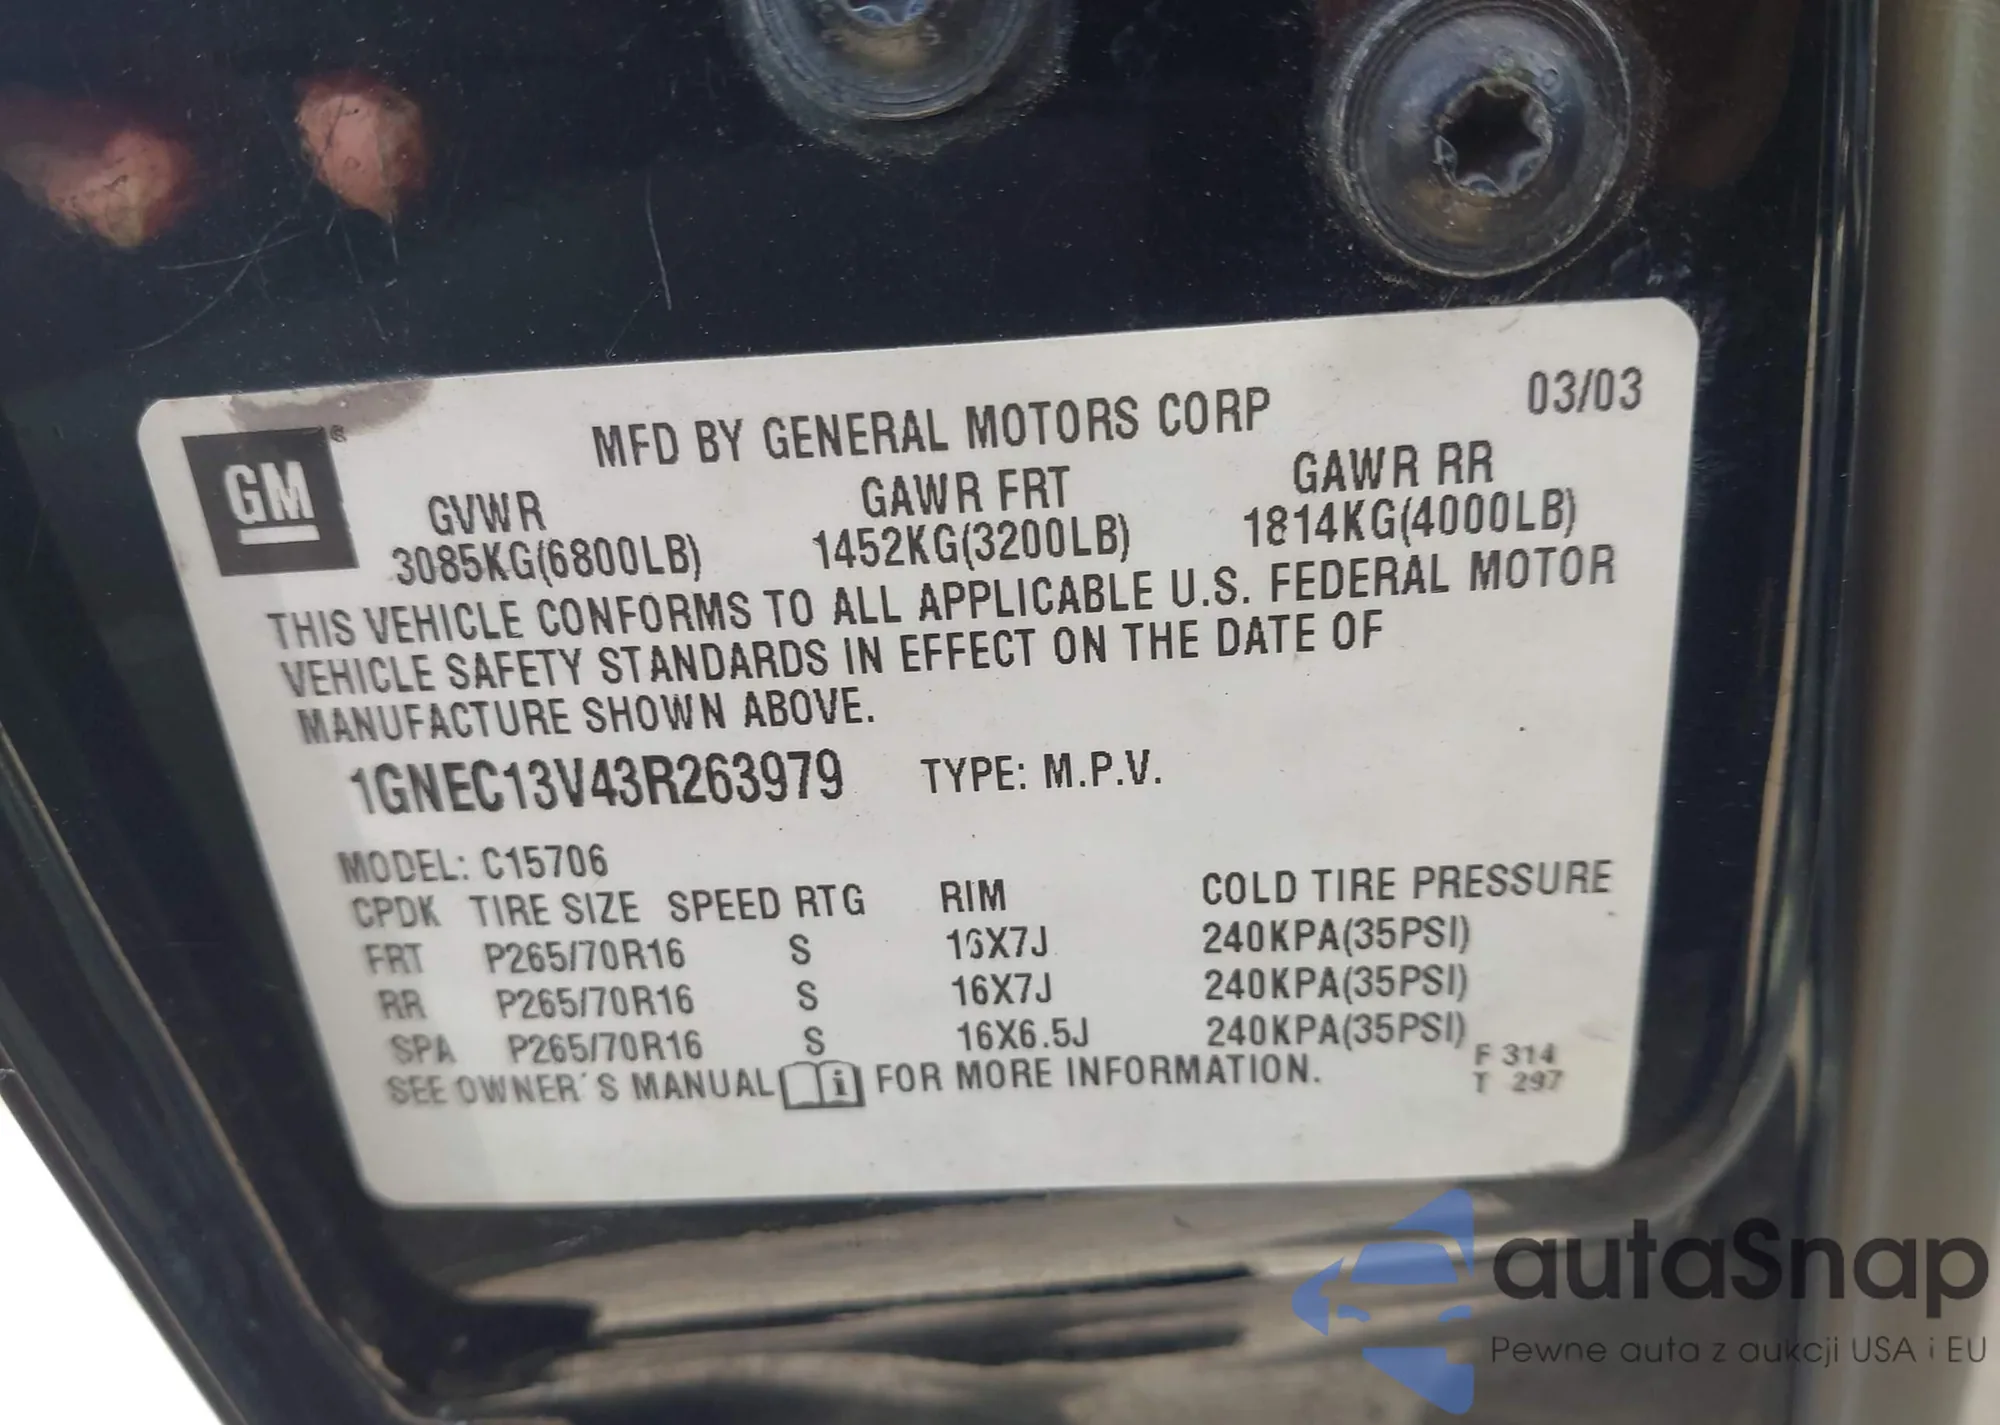 MFD BY GENERAL MOTORS CORP 03/03
GM®
GVWR GAWR FRT GAWR RR
3085KG(6800LB) 1452KG(3200LB) 1814KG(4000LB)
THIS VEHICLE CONFORMS TO ALL APPLICABLE U.S. FEDERAL MOTOR
VEHICLE SAFETY STANDARDS IN EFFECT ON THE DATE OF
MANUFACTURE SHOWN ABOVE.
1GNEC13V43R263979 TYPE: M.P.V.
MODEL: C15706
CPDK TIRE SIZE SPEED RTG RIM COLD TIRE PRESSURE
FRT P265/70R16 S 16X7J 240KPA(35PSI)
RR P265/70R16 S 16X7J 240KPA(35PSI)
SPA P265/70R16 S 16X6.5J 240KPA(35PSI)
SEE OWNER´S MANUAL i FOR MORE INFORMATION.
F 314
T 297
autaSnap
Pewne auta z aukcji USA i EU